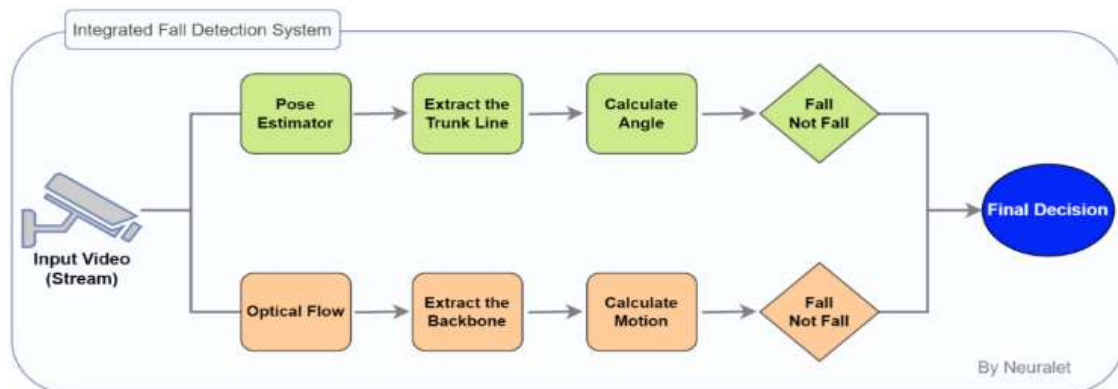 Integrated Fall Detection System
Pose
Estimator
Extract the
Trunk Line
Calculate
Angle
Fall
Not Fall
Input Video
(Stream)
Final Decision
Optical Flow
Extract the
Backbone
Calculate
Motion
Fall
Not Fall
By Neuralet